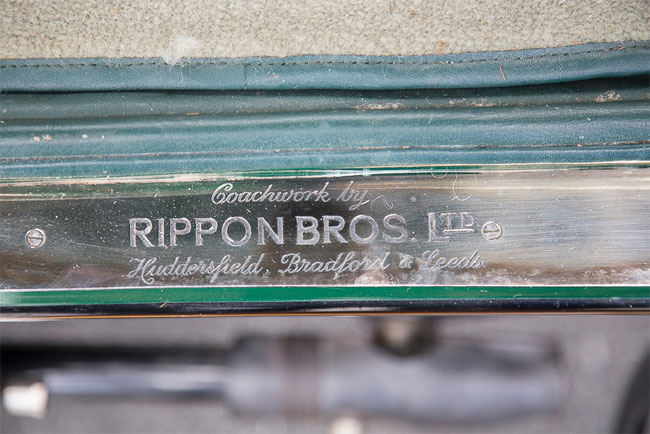 Coachwork by
RIPPON BROS. LTD
Huddersfield, Bradford & Leeds.